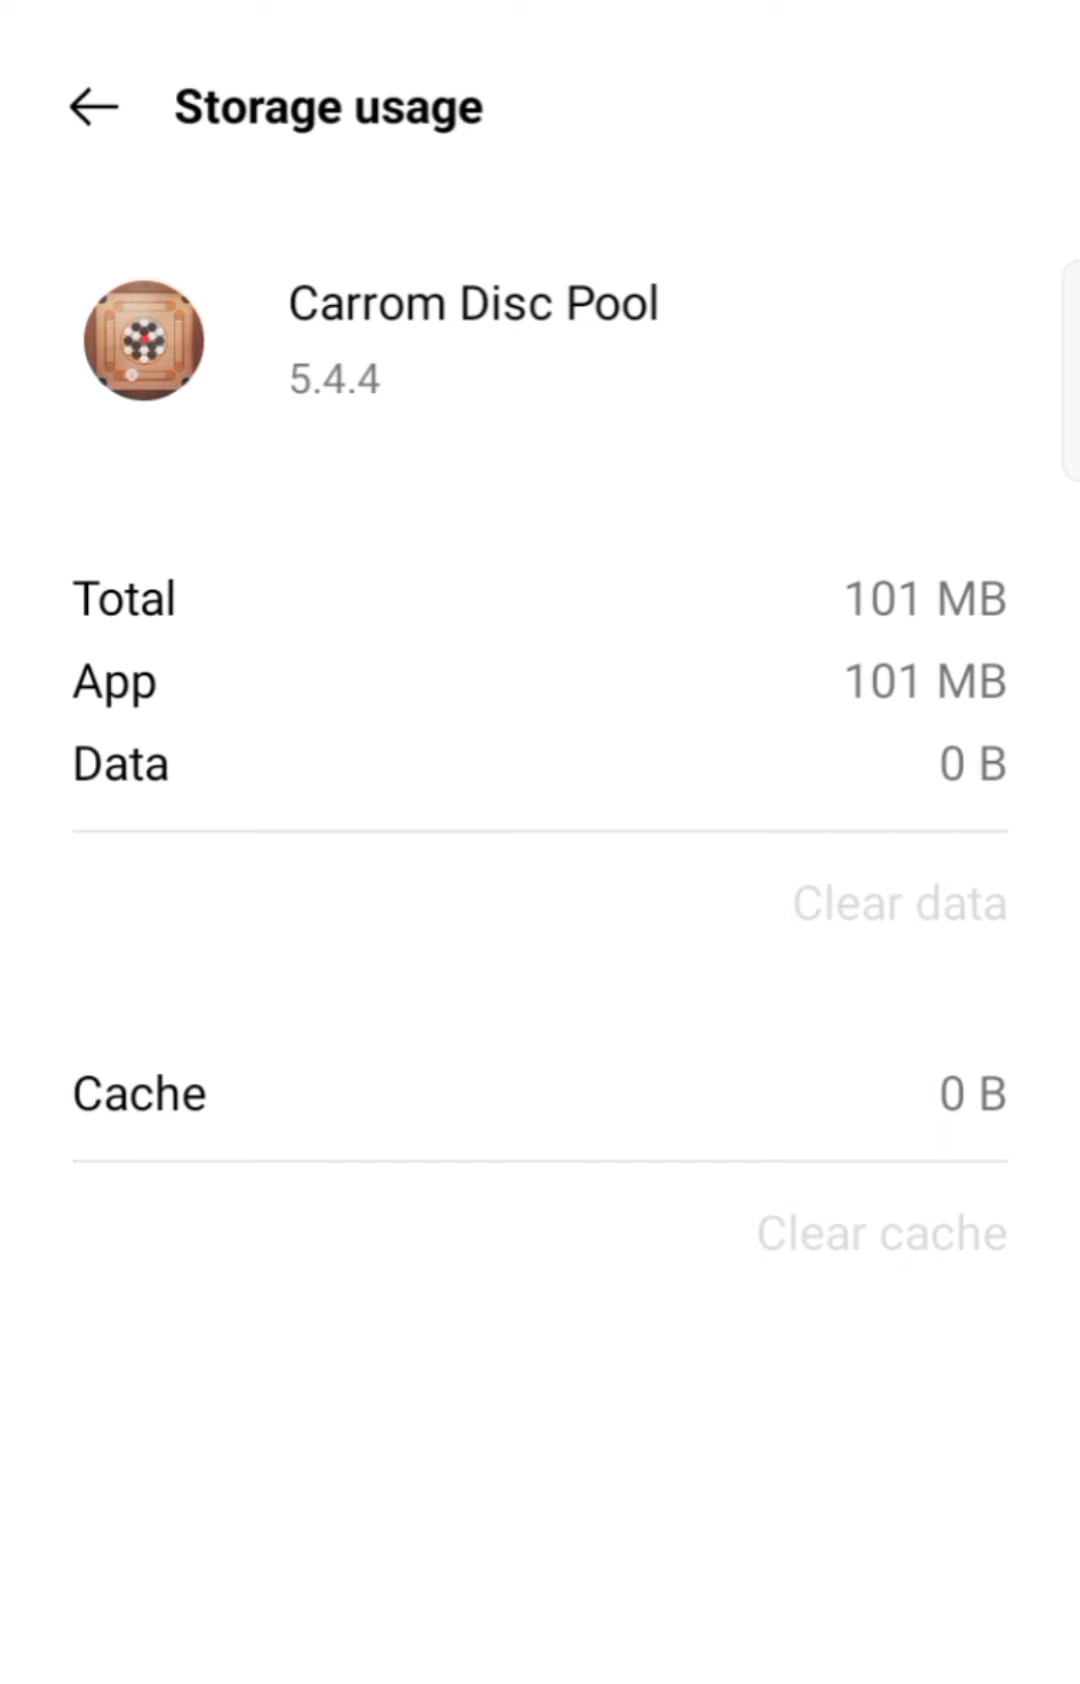 Storage usage
Carrom Disc Pool
5.4.4
Total 101 MB
App 101 MB
Data 0 B
Clear data
Cache 0 B
Clear cache